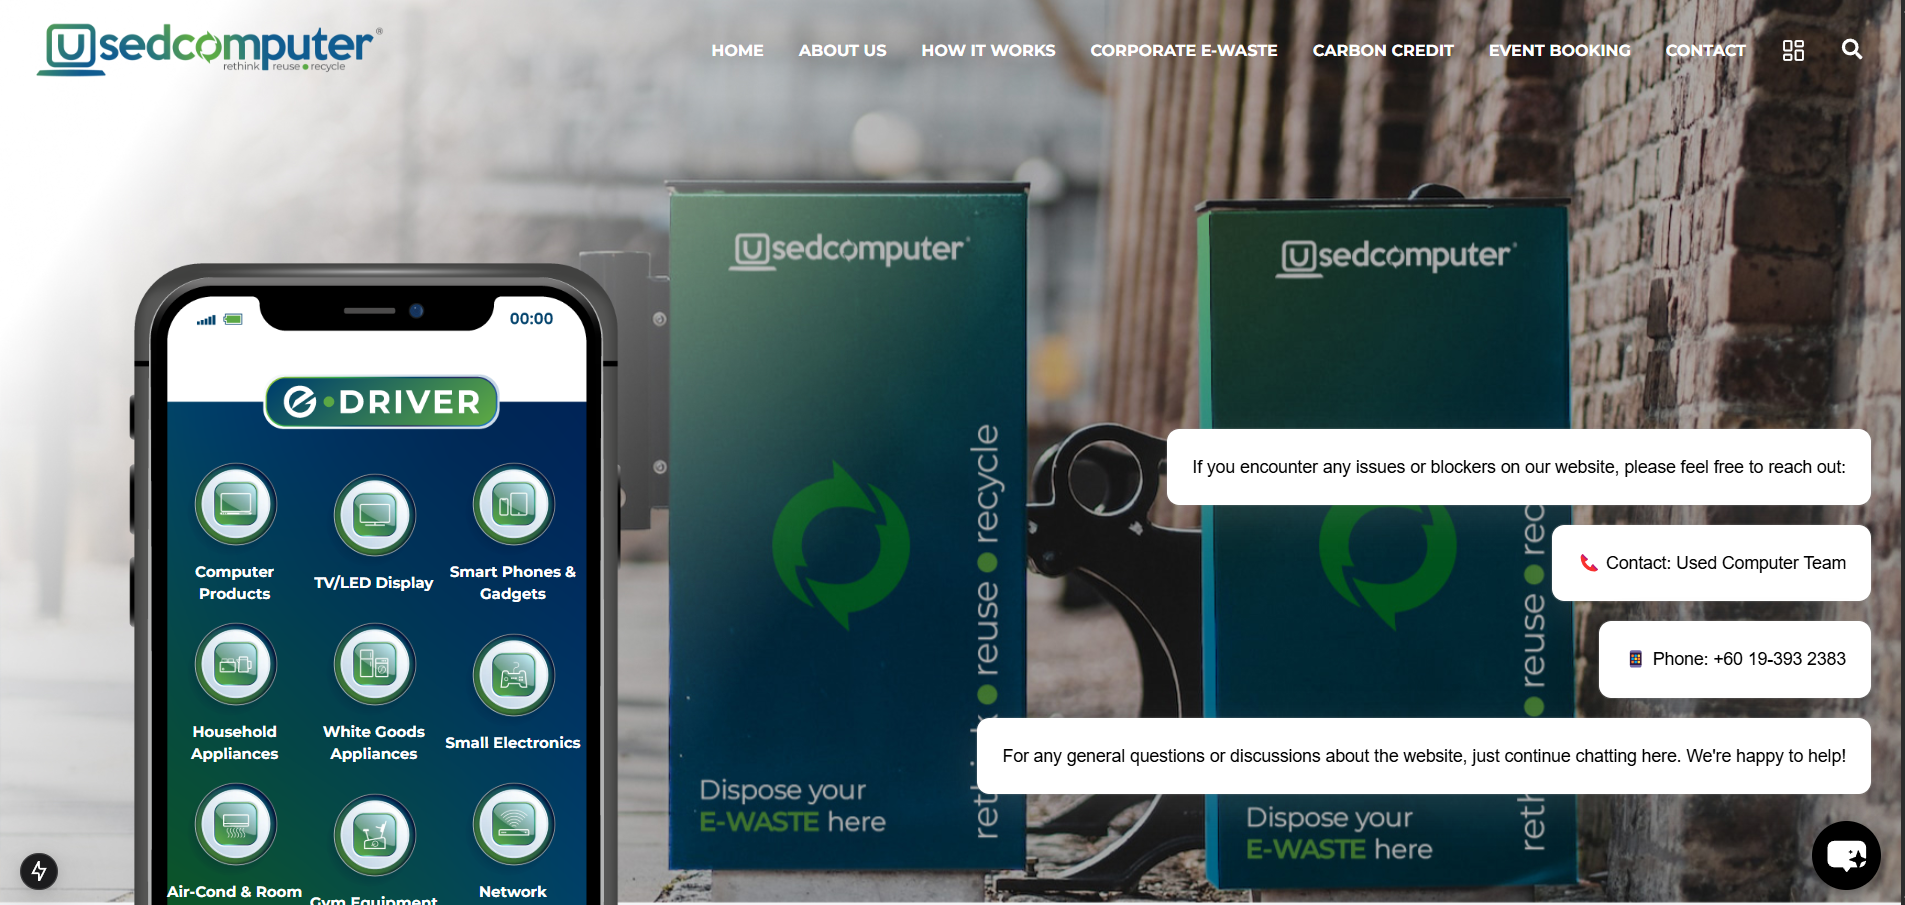 Usedcomputer®
rethink • reuse • recycle
HOME
ABOUT US
HOW IT WORKS
CORPORATE E-WASTE
CARBON CREDIT
EVENT BOOKING
CONTACT
00:00
e•DRIVER
Computer
Products
TV/LED Display
Smart Phones &
Gadgets
Household
Appliances
White Goods
Appliances
Small Electronics
Air-Cond & Room
Gym Equipment
Network
Usedcomputer®
reuse • recycle
Dispose your
E-WASTE here
Usedcomputer®
reuse
Dispose your
E-WASTE here
If you encounter any issues or blockers on our website, please feel free to reach out:
📞 Contact: Used Computer Team
📱 Phone: +60 19-393 2383
For any general questions or discussions about the website, just continue chatting here. We're happy to help!